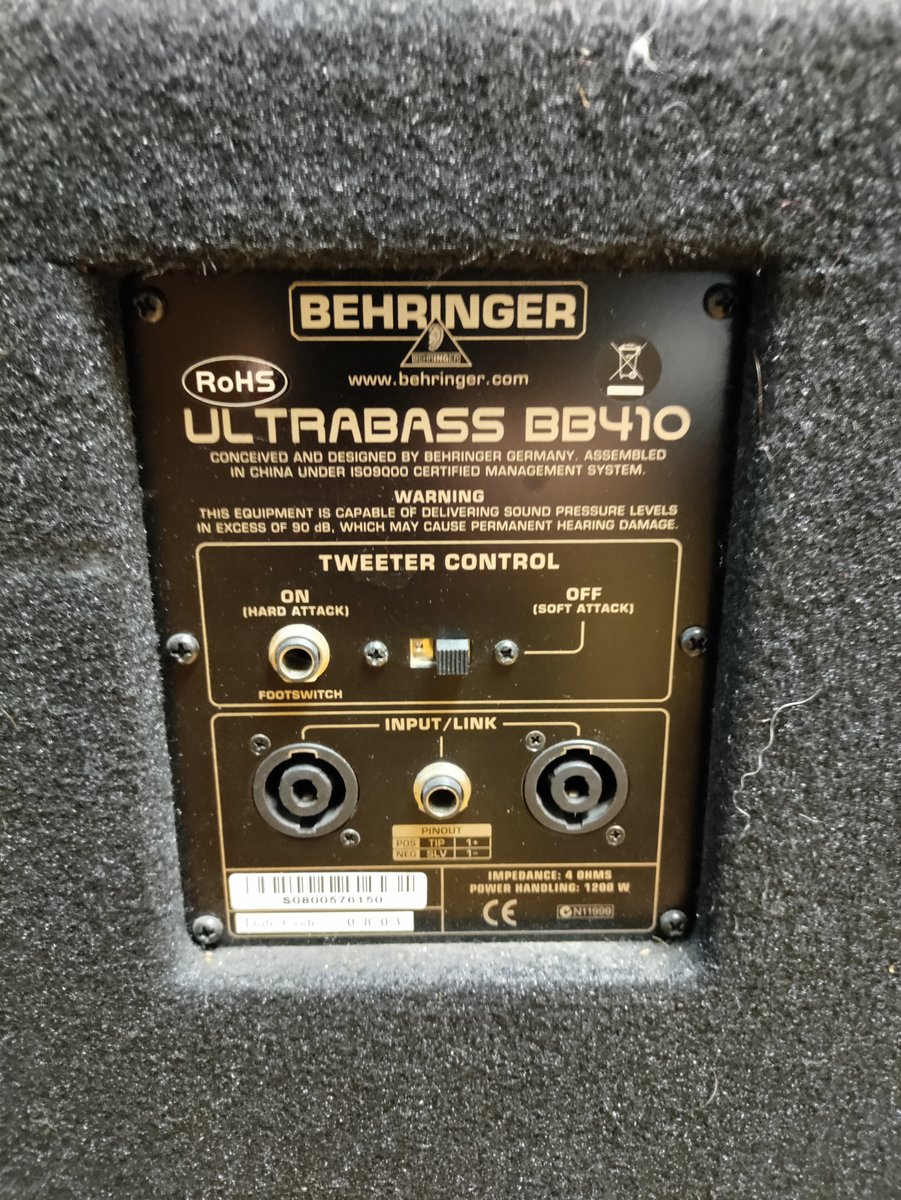 BEHRINGER
BEHRINGER
www.behringer.com
RoHS
ULTRABASS BB410
CONCEIVED AND DESIGNED BY BEHRINGER GERMANY. ASSEMBLED
IN CHINA UNDER ISO9000 CERTIFIED MANAGEMENT SYSTEM.
WARNING
THIS EQUIPMENT IS CAPABLE OF DELIVERING SOUND PRESSURE LEVELS
IN EXCESS OF 90 dB, WHICH MAY CAUSE PERMANENT HEARING DAMAGE.
TWEETER CONTROL
ON
(HARD ATTACK)
OFF
(SOFT ATTACK)
FOOTSWITCH
INPUT/LINK
PINOUT
POS TIP 1+
NEG SLV 1-
S0800576150
Date Code 0803
IMPEDANCE: 4 OHMS
POWER HANDLING: 1200 W
CE
N11999